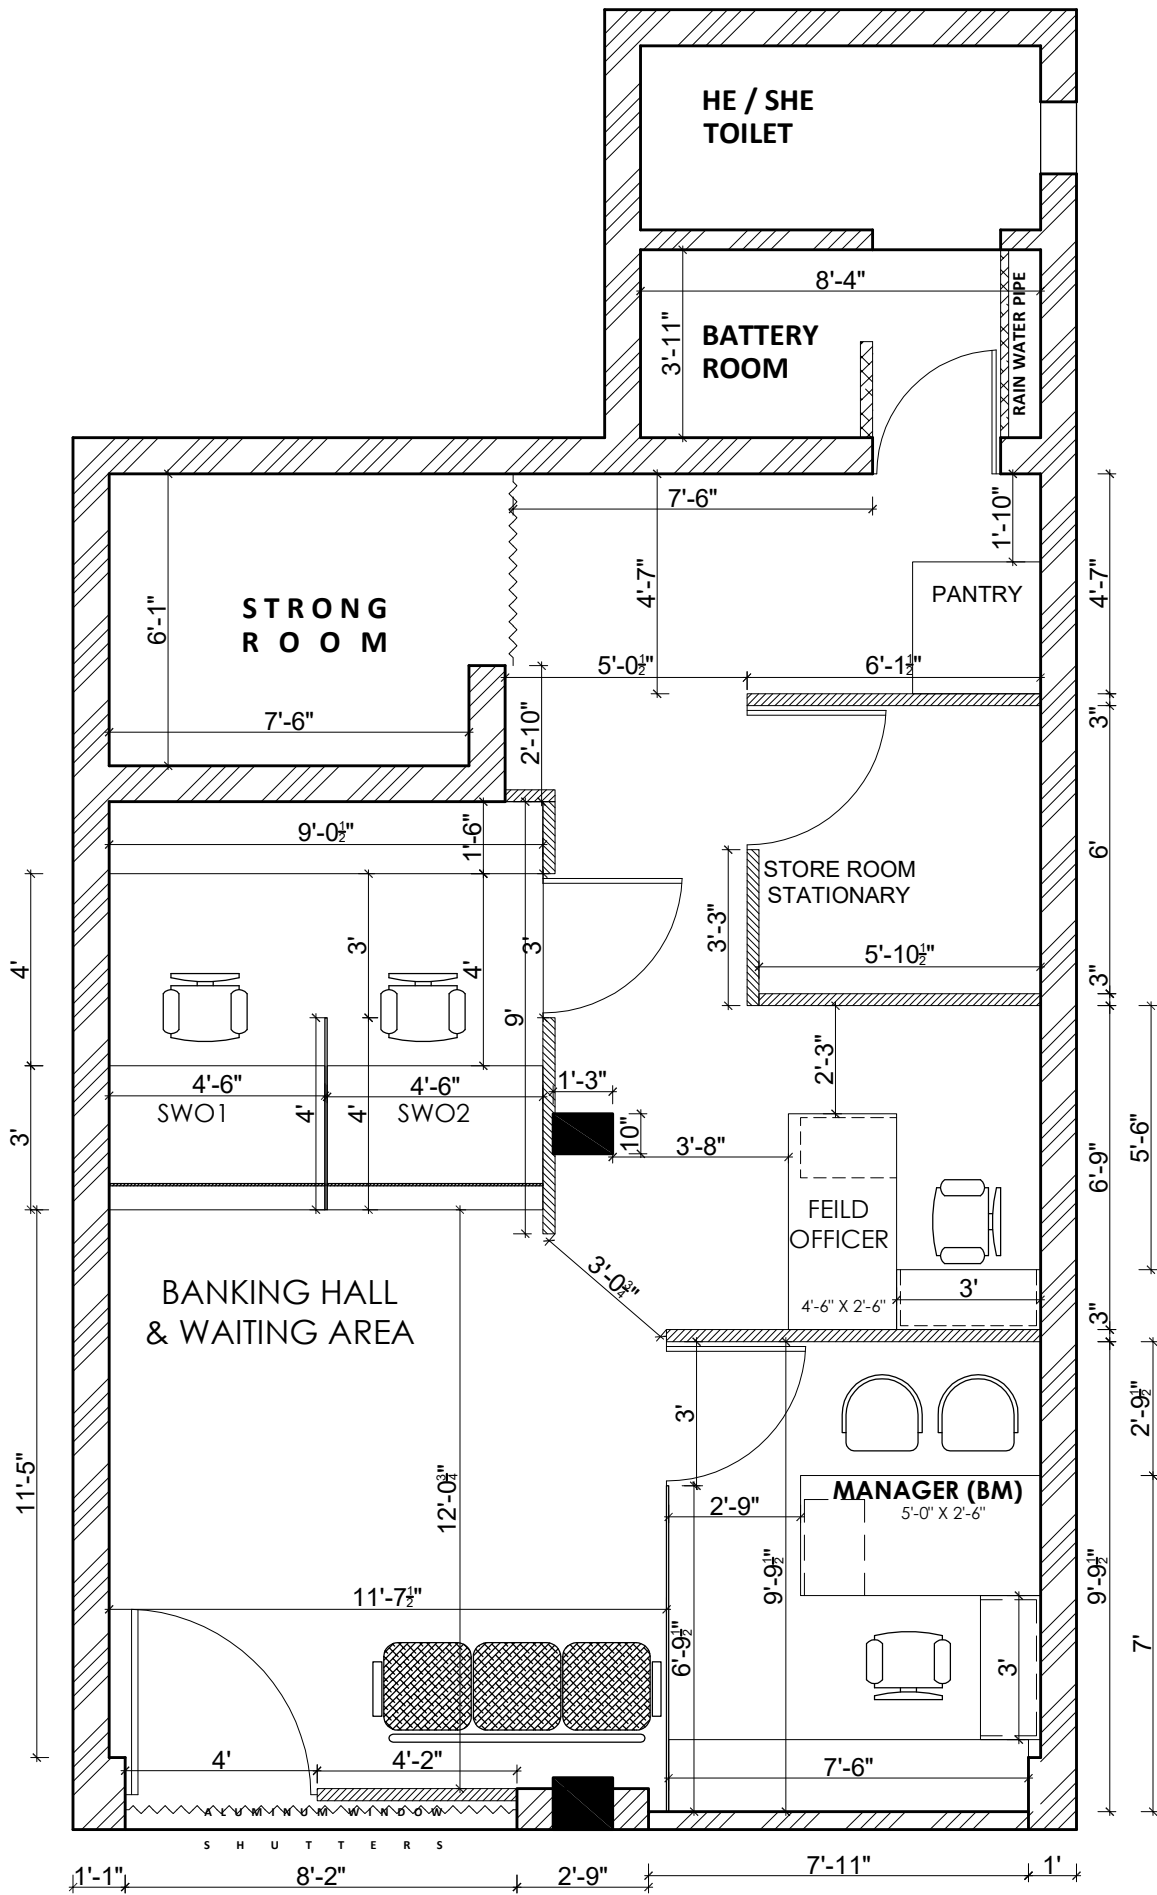 HE / SHE
TOILET
8'-4"
RAIN WATER PIPE
3'-11"
BATTERY
ROOM
7'-6"
1'-10"
4'-7"
4'-7"
PANTRY
STRONG
ROOM
6'-1"
5'-0½"
6'-1½"
7'-6"
2'-10"
3"
9'-0½"
1'-6"
6'
STORE ROOM
STATIONARY
3'-3"
5'-10½"
4'
3'
4'
3'
9'
3"
2'-3"
4'-6"
4'-6"
1'-3"
SWO1
SWO2
4'
4'
10"
3'
3'-8"
5'-6"
6'-9"
FEILD
OFFICER
3'-0¾"
4'-6" X 2'-6"
3'
3"
BANKING HALL
& WAITING AREA
3'
2'-9½"
11'-5"
12'-0¾"
MANAGER (BM)
5'-0" X 2'-6"
2'-9"
9'-9½"
9'-9½"
11'-7½"
6'-9½"
3'
7'
4'
4'-2"
7'-6"
ALUMINUM WINDOW
SHUTTERS
1'-1"
8'-2"
2'-9"
7'-11"
1'